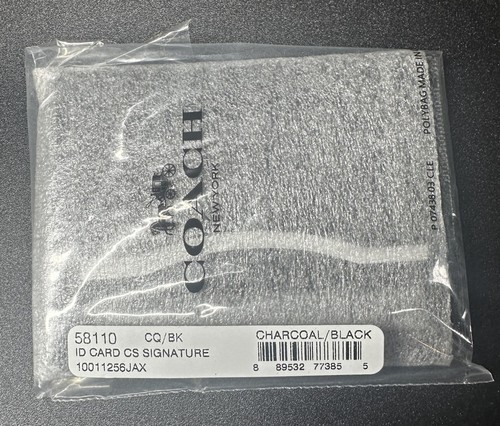 COACH
NEW YORK
POLYBAG MADE IN
P 07438 03 CLE
58110 CQ/BK CHARCOAL/BLACK
ID CARD CS SIGNATURE
10011256JAX 8 89532 77385 5